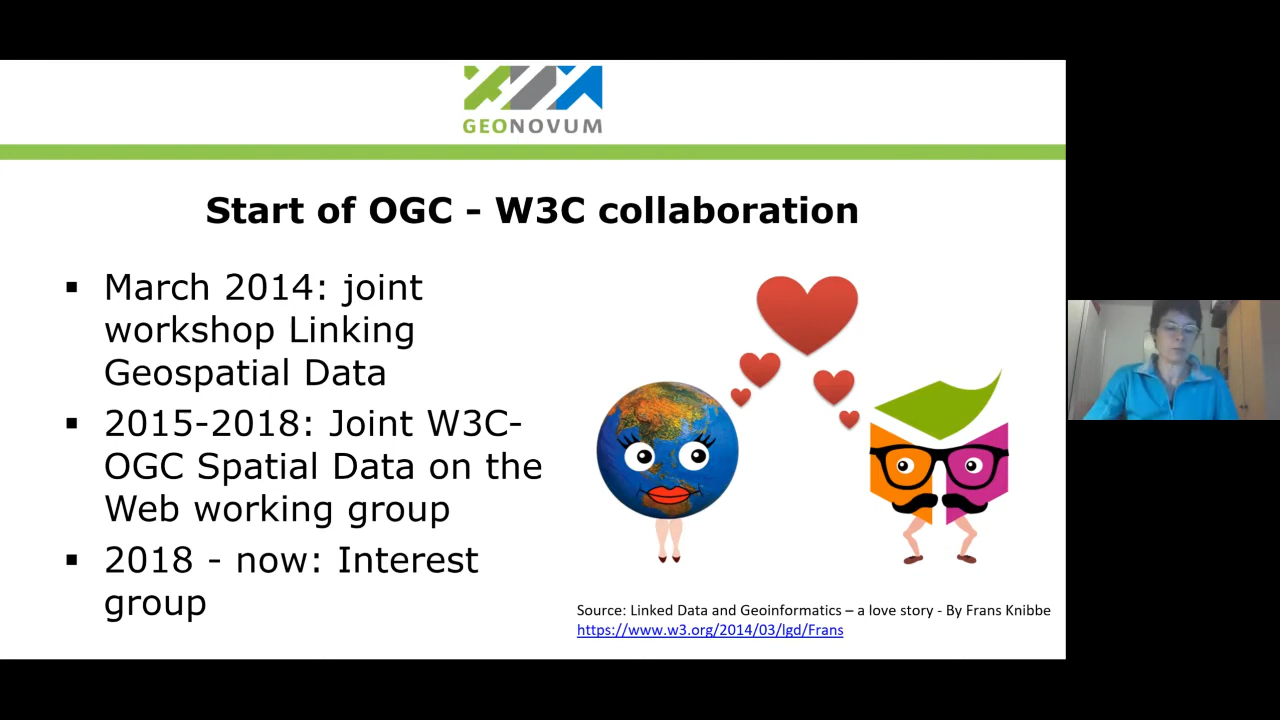 GEONOVUM
Start of OGC - W3C collaboration
▪ March 2014: joint
workshop Linking
Geospatial Data
▪ 2015-2018: Joint W3C-
OGC Spatial Data on the
Web working group
▪ 2018 - now: Interest
group
Source: Linked Data and Geoinformatics – a love story - By Frans Knibbe
https://www.w3.org/2014/03/lgd/Frans